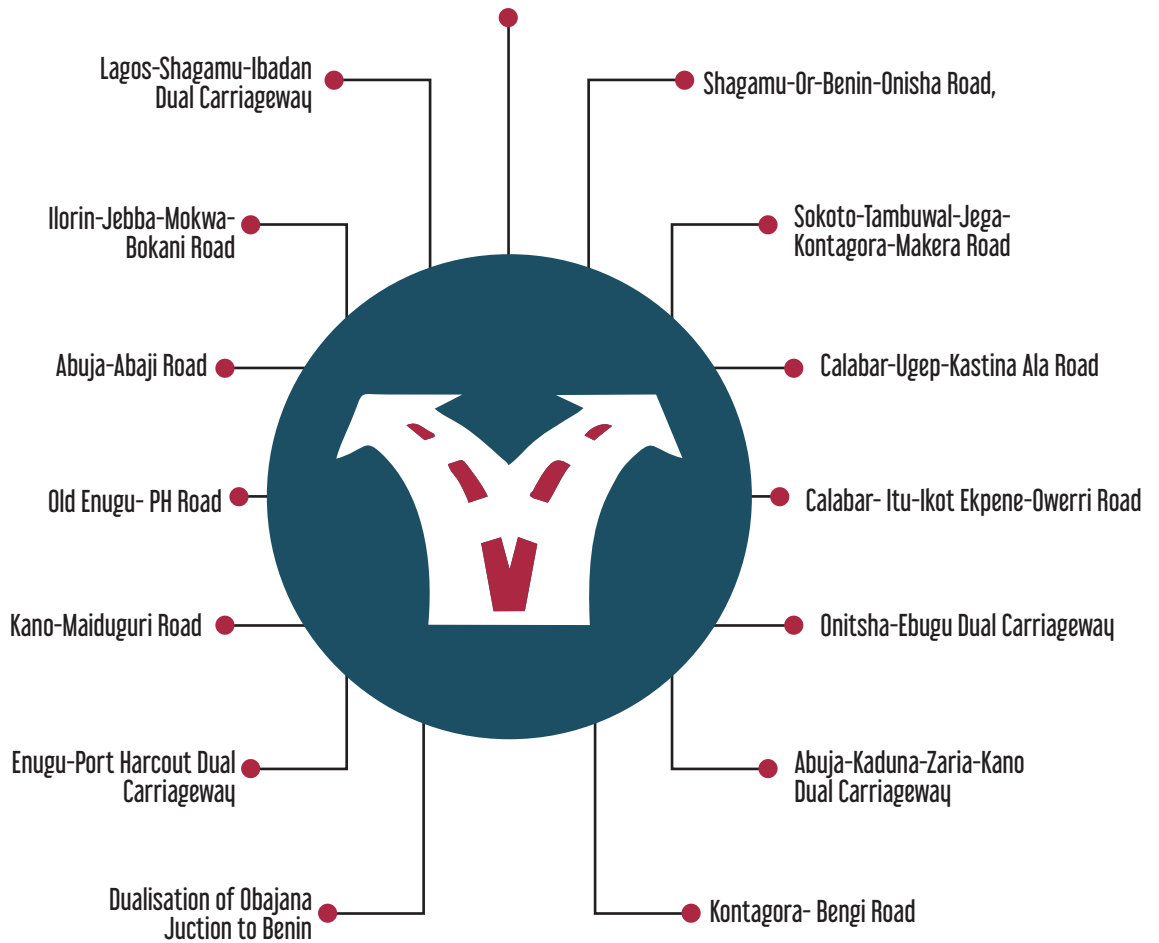 Lagos-Shagamu-Ibadan
Dual Carriageway
Shagamu-Or-Benin-Onisha Road,
Ilorin-Jebba-Mokwa-
Bokani Road
Sokoto-Tambuwal-Jega-
Kontagora-Makera Road
Abuja-Abaji Road
Calabar-Ugep-Kastina Ala Road
Old Enugu- PH Road
Calabar- Itu-Ikot Ekpene-Owerri Road
Kano-Maiduguri Road
Onitsha-Ebugu Dual Carriageway
Enugu-Port Harcout Dual
Carriageway
Abuja-Kaduna-Zaria-Kano
Dual Carriageway
Dualisation of Obajana
Juction to Benin
Kontagora- Bengi Road